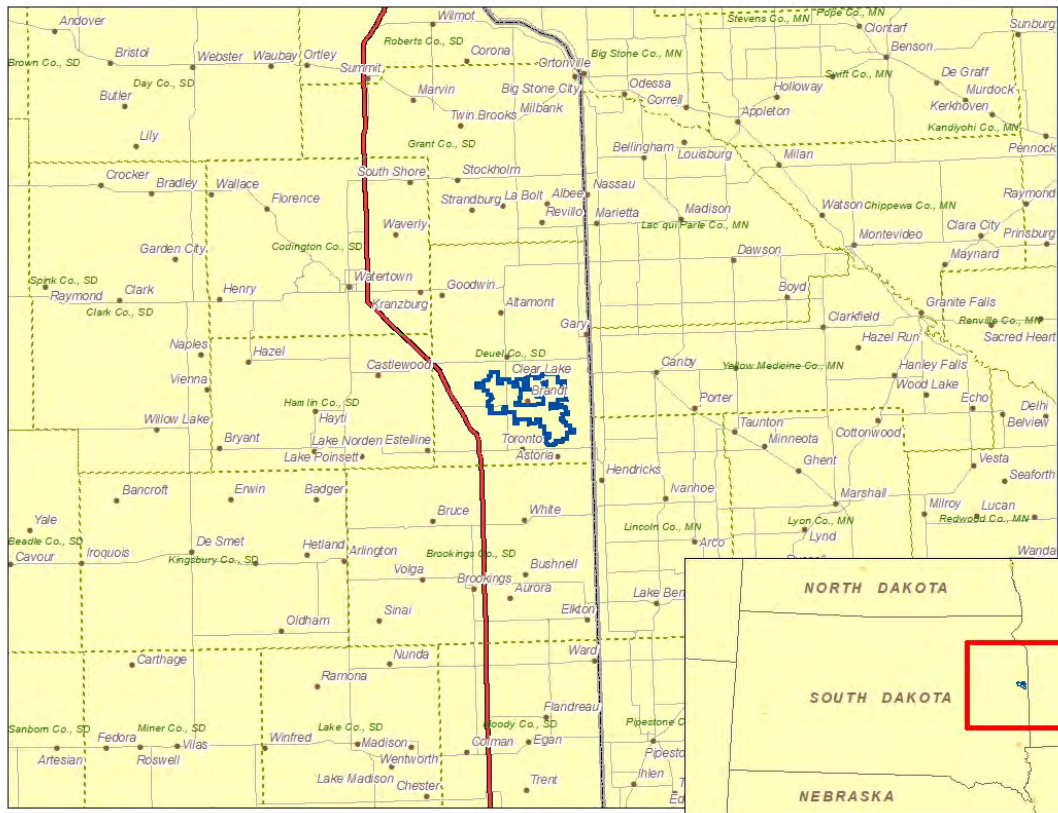 Andover
Wilmot
Pope Co., MN
Stevens Co., MN
Sunburg
Clontarf
Roberts Co., SD
Bristol
Brown Co., SD
Webster
Waubay
Ortley
Corona
Big Stone Co., MN
Benson
Summit
Ortonville
Swift Co., MN
De Graff
Day Co., SD
Butler
Marvin
Big Stone City
Odessa
Holloway
Murdock
Milbank
Correll
Appleton
Kerkhoven
Twin Brooks
Kandiyohi Co., MN
Lily
Grant Co., SD
Bellingham
Louisburg
Pennock
Milan
Crocker
Bradley
Wallace
South Shore
Stockholm
Florence
Strandburg
La Bolt
Albee
Nassau
Raymond
Revillo
Marietta
Madison
Watson
Chippewa Co., MN
Waverly
Lac qui Parle Co., MN
Clara City
Garden City
Codington Co., SD
Dawson
Montevideo
Prinsburg
Maynard
Spink Co., SD
Watertown
Raymond
Clark
Henry
Kranzburg
Goodwin
Altamont
Boyd
Granite Falls
Clark Co., SD
Clarkfield
Renville Co., MN
Gary
Hazel Run
Sacred Heart
Naples
Hazel
Castlewood
Deuel Co., SD
Clear Lake
Canby
Yellow Medicine Co., MN
Hanley Falls
Vienna
Brandt
Wood Lake
Hamlin Co., SD
Porter
Echo
Delhi
Willow Lake
Hayti
Belview
Taunton
Cottonwood
Bryant
Lake Norden
Estelline
Toronto
Minneota
Lake Poinsett
Astoria
Hendricks
Ghent
Vesta
Seaforth
Bancroft
Erwin
Badger
Ivanhoe
Marshall
Yale
Bruce
White
Milroy
Lucan
Beadle Co., SD
Lincoln Co., MN
Lyon Co., MN
Redwood Co., MN
Cavour
Iroquois
De Smet
Hetland
Arlington
Brookings Co., SD
Arco
Lynd
Wanda
Kingsbury Co., SD
Volga
Bushnell
Brookings
Aurora
Lake Ben
Sinai
Elkton
NORTH DAKOTA
Oldham
Carthage
Nunda
Ward
Ramona
SOUTH DAKOTA
Flandreau
Sanborn Co., SD
Miner Co., SD
Lake Co., SD
Moody Co., SD
Pipestone C
Fedora
Vilas
Winfred
Madison
Colman
Egan
Pipesto
Artesian
Roswell
Wentworth
Lake Madison
Chester
Trent
Ihlen
NEBRASKA